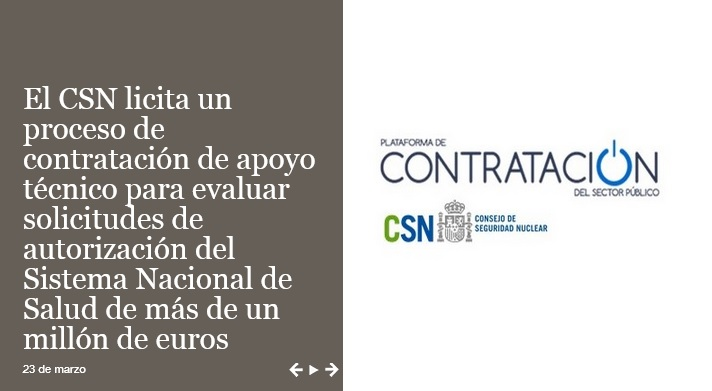 El CSN licita un
proceso de
contratación de apoyo
técnico para evaluar
solicitudes de
autorización del
Sistema Nacional de
Salud de más de un
millón de euros
23 de marzo
PLATAFORMA DE
CONTRATACIÓN
DEL SECTOR PÚBLICO
CSN
CONSEJO DE
SEGURIDAD NUCLEAR